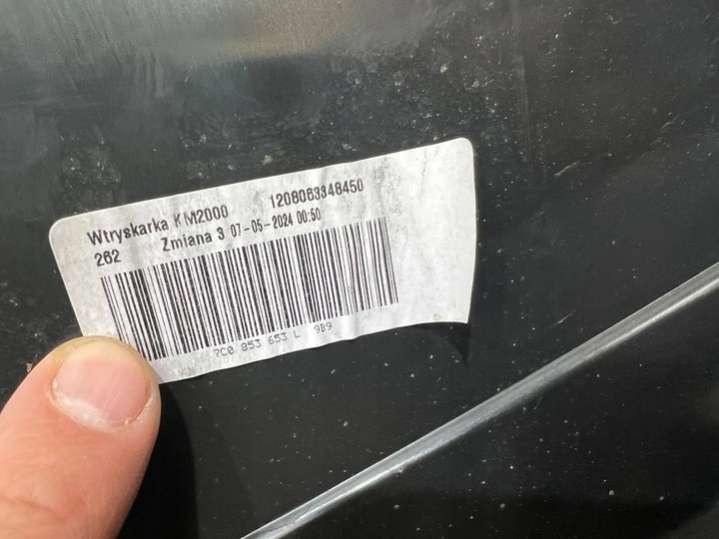 Wtryskarka KM2000 1208063348450
262 Zmiana 3 07-05-2024 00:50
7C0 853 653 L 9B9